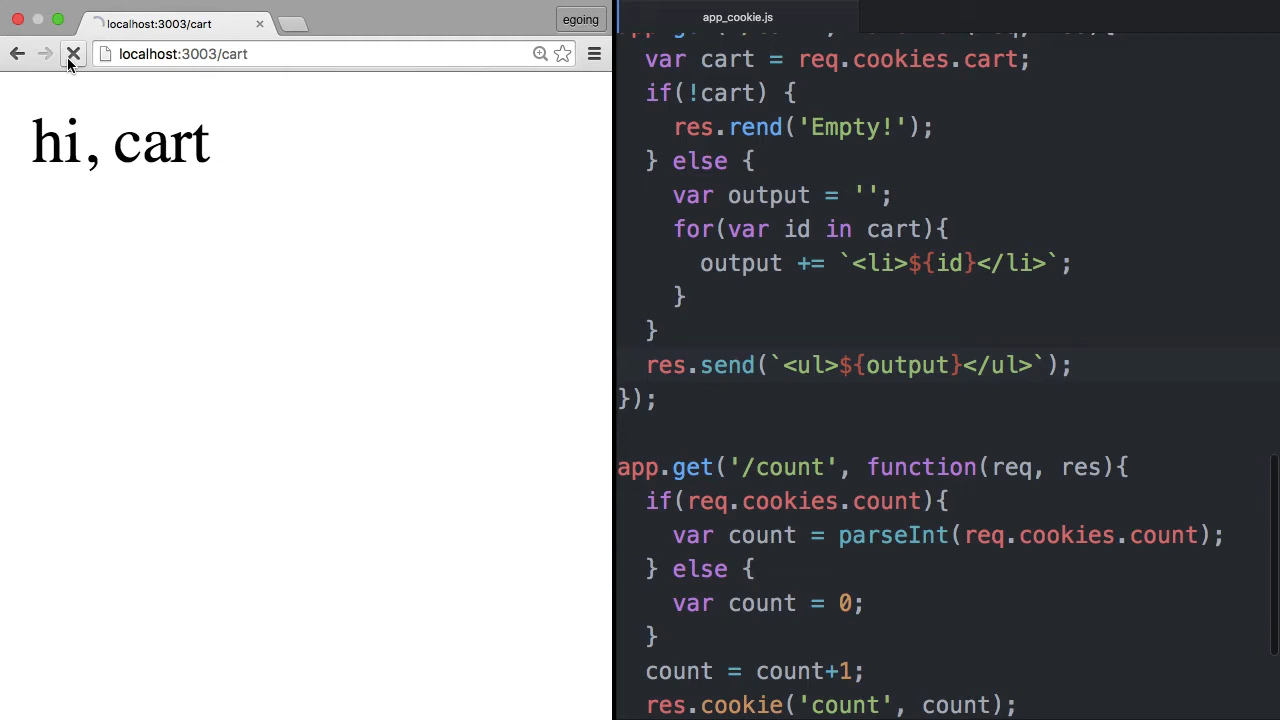 localhost:3003/cart
egoing
localhost:3003/cart
hi, cart
app_cookie.js
var cart = req.cookies.cart;
if(!cart) {
res.rend('Empty!');
} else {
var output = '';
for(var id in cart){
output += `<li>${id}</li>`;
}
}
res.send(`<ul>${output}</ul>`);
});
app.get('/count', function(req, res){
if(req.cookies.count){
var count = parseInt(req.cookies.count);
} else {
var count = 0;
}
count = count+1;
res.cookie('count', count);